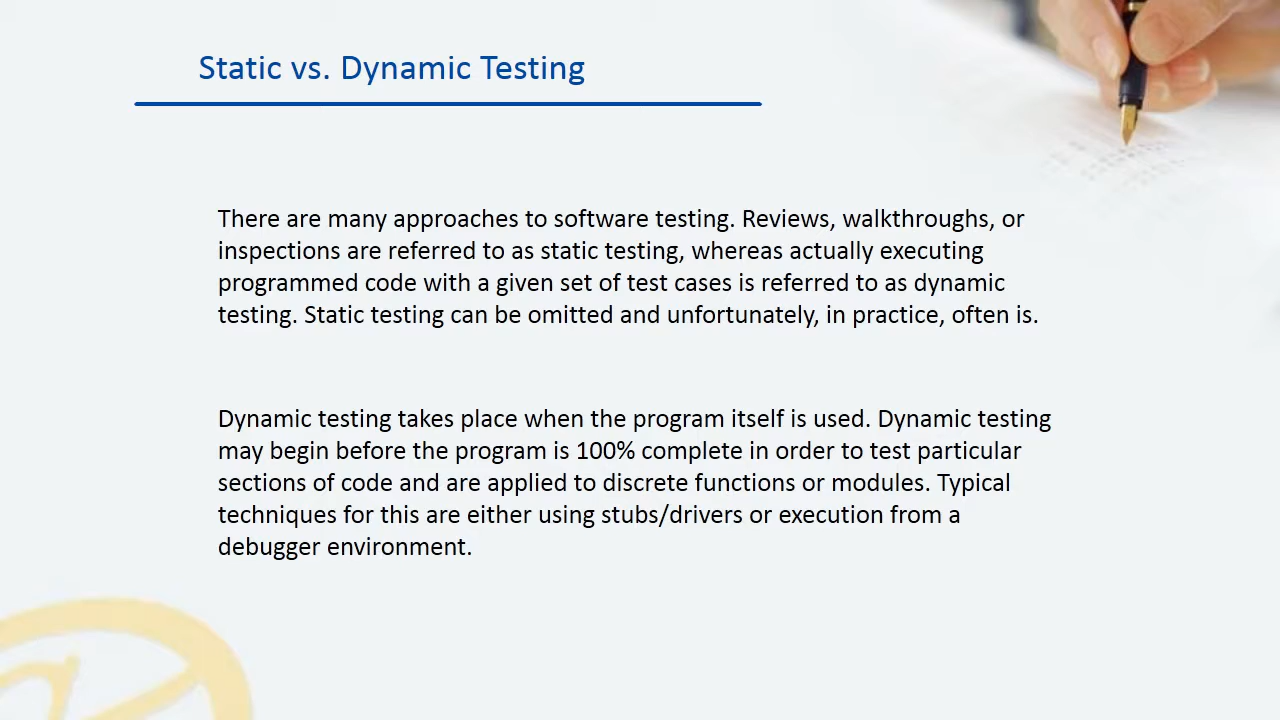 Static vs. Dynamic Testing
There are many approaches to software testing. Reviews, walkthroughs, or
inspections are referred to as static testing, whereas actually executing
programmed code with a given set of test cases is referred to as dynamic
testing. Static testing can be omitted and unfortunately, in practice, often is.
Dynamic testing takes place when the program itself is used. Dynamic testing
may begin before the program is 100% complete in order to test particular
sections of code and are applied to discrete functions or modules. Typical
techniques for this are either using stubs/drivers or execution from a
debugger environment.